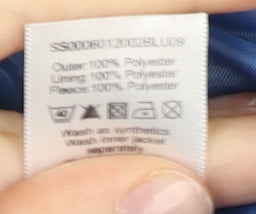 SS0006012002BLU09
Outer: 100% Polyester
Lining: 100% Polyester
Fleece: 100% Polyester
40
Wash as synthetics
Wash inner jacket
separately